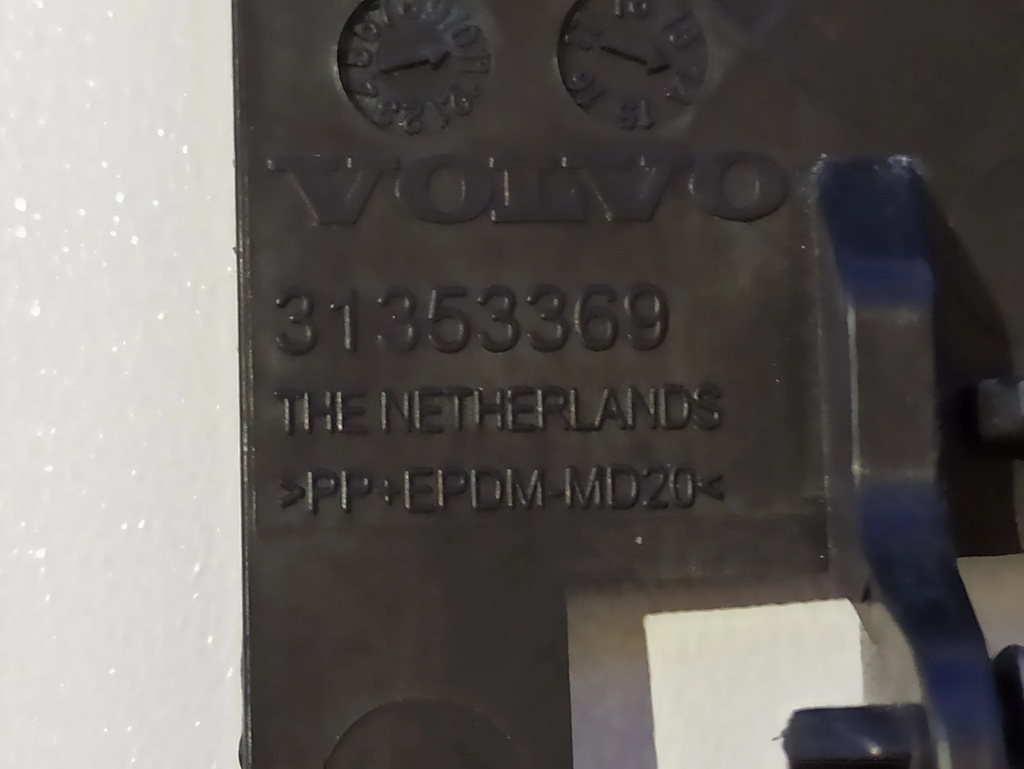 VOLVO
31353369
THE NETHERLANDS
>PP+EPDM-MD20<